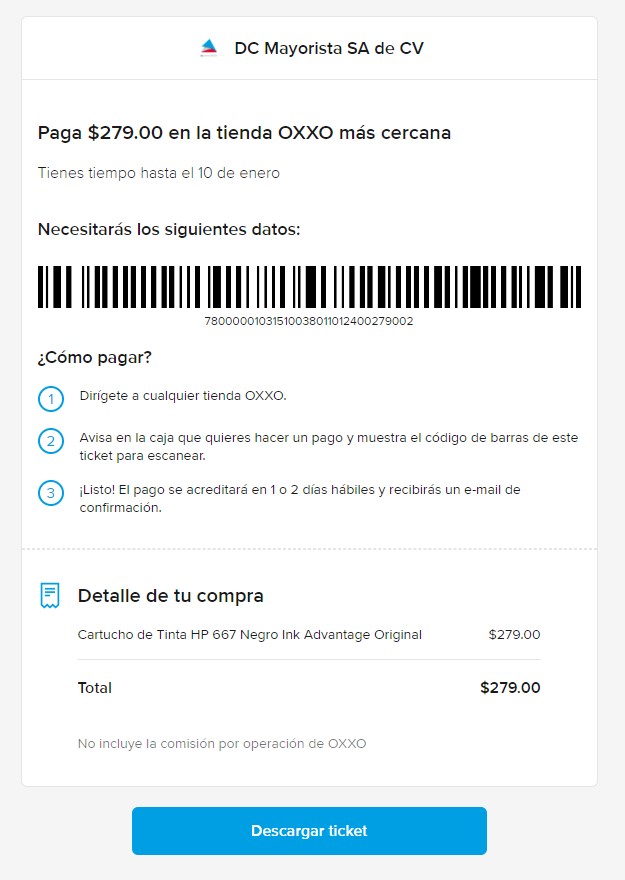 DC Mayorista SA de CV
Paga $279.00 en la tienda OXXO más cercana
Tienes tiempo hasta el 10 de enero
Necesitarás los siguientes datos:
780000010315100380110124002​79002
¿Cómo pagar?
1 Dirígete a cualquier tienda OXXO.
2 Avisa en la caja que quieres hacer un pago y muestra el código de barras de este
ticket para escanear.
3 ¡Listo! El pago se acreditará en 1 o 2 días hábiles y recibirás un e-mail de
confirmación.
Detalle de tu compra
Cartucho de Tinta HP 667 Negro Ink Advantage Original $279.00
Total $279.00
No incluye la comisión por operación de OXXO
Descargar ticket